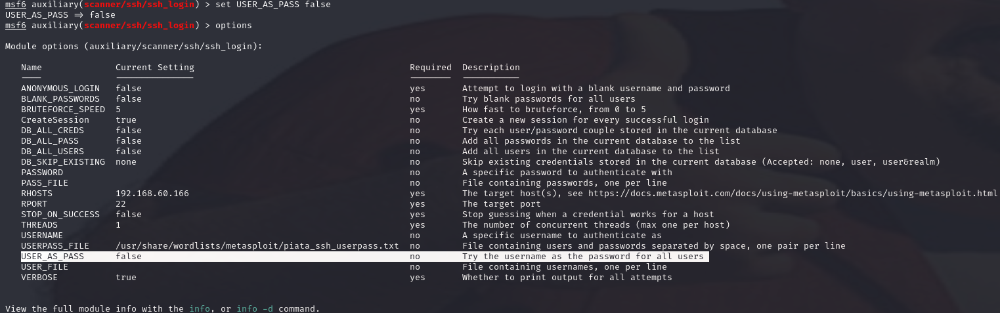 msf6 auxiliary(scanner/ssh/ssh_login) > set USER_AS_PASS false
USER_AS_PASS => false
msf6 auxiliary(scanner/ssh/ssh_login) > options
Module options (auxiliary/scanner/ssh/ssh_login):
Name Current Setting Required Description
---- --------------- -------- -----------
ANONYMOUS_LOGIN false yes Attempt to login with a blank username and password
BLANK_PASSWORDS false no Try blank passwords for all users
BRUTEFORCE_SPEED 5 yes How fast to bruteforce, from 0 to 5
CreateSession true no Create a new session for every successful login
DB_ALL_CREDS false no Try each user/password couple stored in the current database
DB_ALL_PASS false no Add all passwords in the current database to the list
DB_ALL_USERS false no Add all users in the current database to the list
DB_SKIP_EXISTING none no Skip existing credentials stored in the current database (Accepted: none, user, user&realm)
PASSWORD no A specific password to authenticate with
PASS_FILE no File containing passwords, one per line
RHOSTS 192.168.60.166 yes The target host(s), see https://docs.metasploit.com/docs/using-metasploit/basics/using-metasploit.html
RPORT 22 yes The target port
STOP_ON_SUCCESS false yes Stop guessing when a credential works for a host
THREADS 1 yes The number of concurrent threads (max one per host)
USERNAME no A specific username to authenticate as
USERPASS_FILE /usr/share/wordlists/metasploit/piata_ssh_userpass.txt no File containing users and passwords separated by space, one pair per line
USER_AS_PASS false no Try the username as the password for all users
USER_FILE no File containing usernames, one per line
VERBOSE true yes Whether to print output for all attempts
View the full module info with the info, or info -d command.